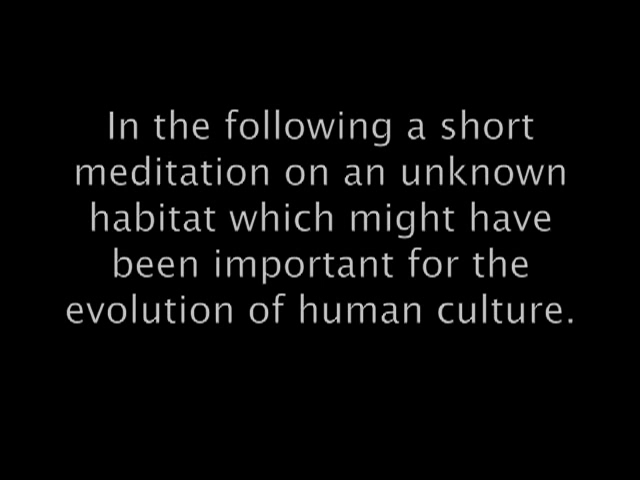 In the following a short
meditation on an unknown
habitat which might have
been important for the
evolution of human culture.